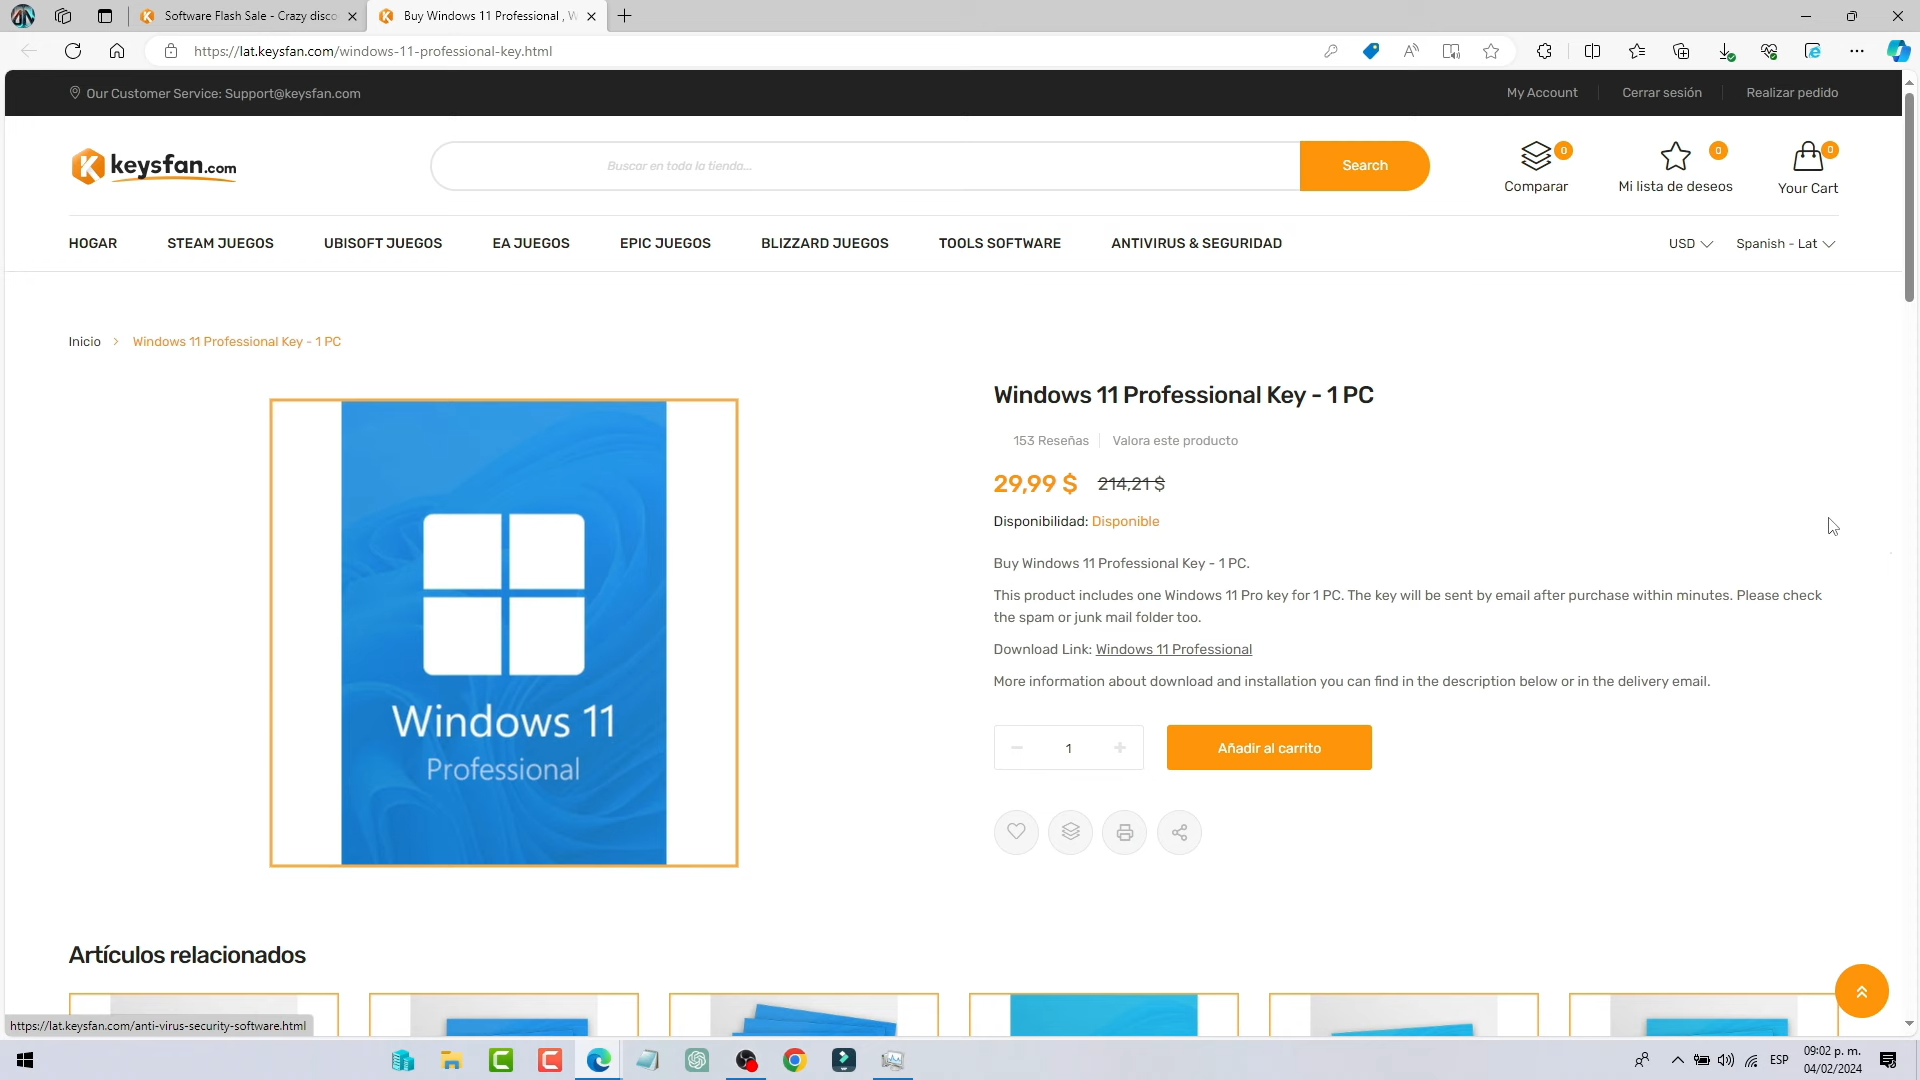 Software Flash Sale - Crazy disco
Buy Windows 11 Professional , W
https://lat.keysfan.com/windows-11-professional-key.html
Our Customer Service: Support@keysfan.com
My Account
Cerrar sesión
Realizar pedido
keysfan.com
Buscar en todo la tienda...
Search
0
Comparar
0
Mi lista de deseos
0
Your Cart
HOGAR
STEAM JUEGOS
UBISOFT JUEGOS
EA JUEGOS
EPIC JUEGOS
BLIZZARD JUEGOS
TOOLS SOFTWARE
ANTIVIRUS & SEGURIDAD
USD
Spanish - Lat
Inicio
Windows 11 Professional Key - 1 PC
Windows 11
Professional
Windows 11 Professional Key - 1 PC
153 Reseñas
Valora este producto
29,99 $ 214,21 $
Disponibilidad: Disponible
Buy Windows 11 Professional Key - 1 PC.
This product includes one Windows 11 Pro key for 1 PC. The key will be sent by email after purchase within minutes. Please check
the spam or junk mail folder too.
Download Link: Windows 11 Professional
More information about download and installation you can find in the description below or in the delivery email.
1
Añadir al carrito
Artículos relacionados
https://lat.keysfan.com/anti-virus-security-software.html
ESP
09:02 p. m.
04/02/2024